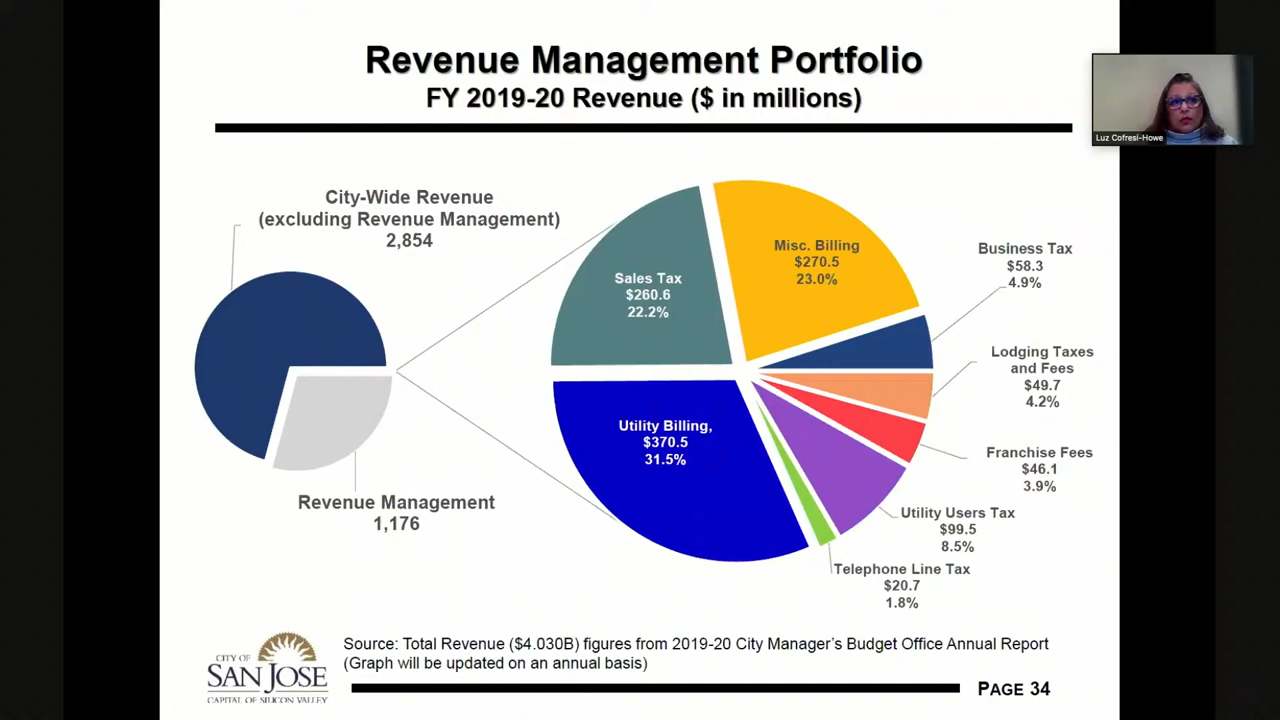 Revenue Management Portfolio
FY 2019-20 Revenue ($ in millions)
Luz Cofresi-Howe
City-Wide Revenue
(excluding Revenue Management)
2,854
Revenue Management
1,176
Sales Tax
$260.6
22.2%
Misc. Billing
$270.5
23.0%
Business Tax
$58.3
4.9%
Lodging Taxes
and Fees
$49.7
4.2%
Franchise Fees
$46.1
3.9%
Utility Users Tax
$99.5
8.5%
Telephone Line Tax
$20.7
1.8%
Utility Billing,
$370.5
31.5%
Source: Total Revenue ($4.030B) figures from 2019-20 City Manager’s Budget Office Annual Report
(Graph will be updated on an annual basis)
CITY OF
SAN JOSE
CAPITAL OF SILICON VALLEY
PAGE 34